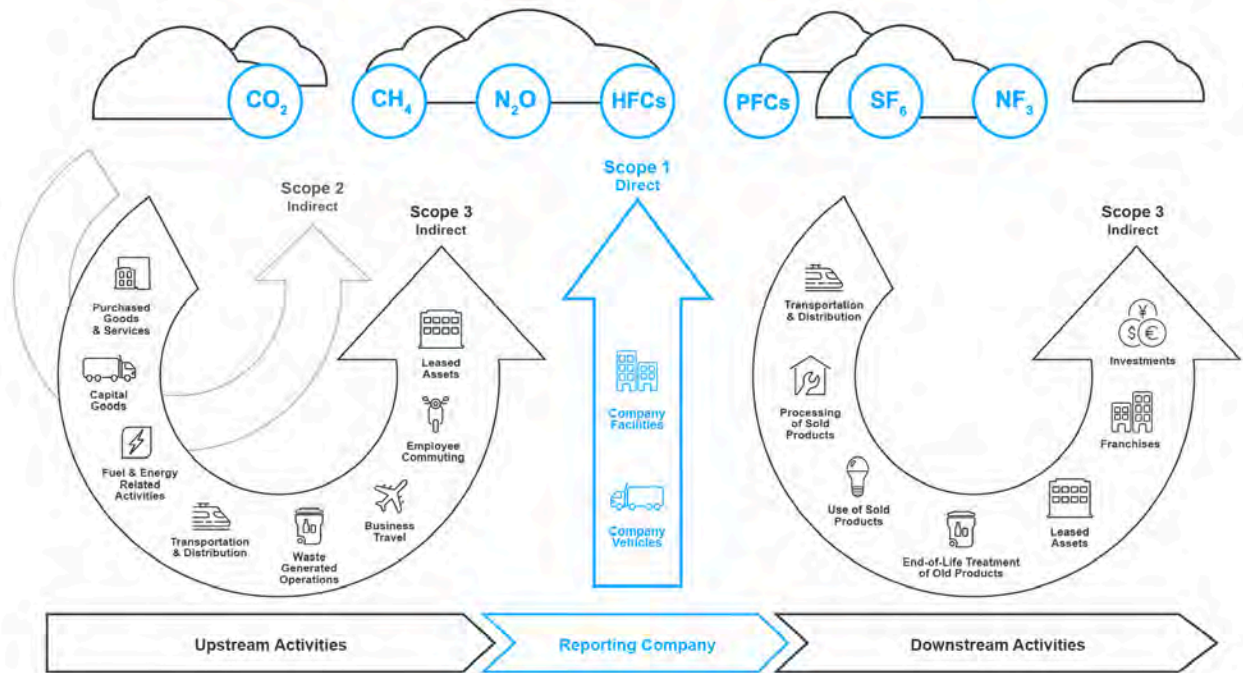 CO₂
CH₄
N₂O
HFCs
PFCs
SF₆
NF₃
Scope 2
Indirect
Scope 3
Indirect
Purchased
Goods
& Services
Capital
Goods
Fuel & Energy
Related
Activities
Transportation
& Distribution
Waste
Generated
Operations
Business
Travel
Employee
Commuting
Leased
Assets
Scope 1
Direct
Company
Facilities
Company
Vehicles
Scope 3
Indirect
Transportation
& Distribution
Processing
of Sold
Products
Use of Sold
Products
End-of-Life Treatment
of Old Products
Leased
Assets
Franchises
¥
$ €
Investments
Upstream Activities
Reporting Company
Downstream Activities